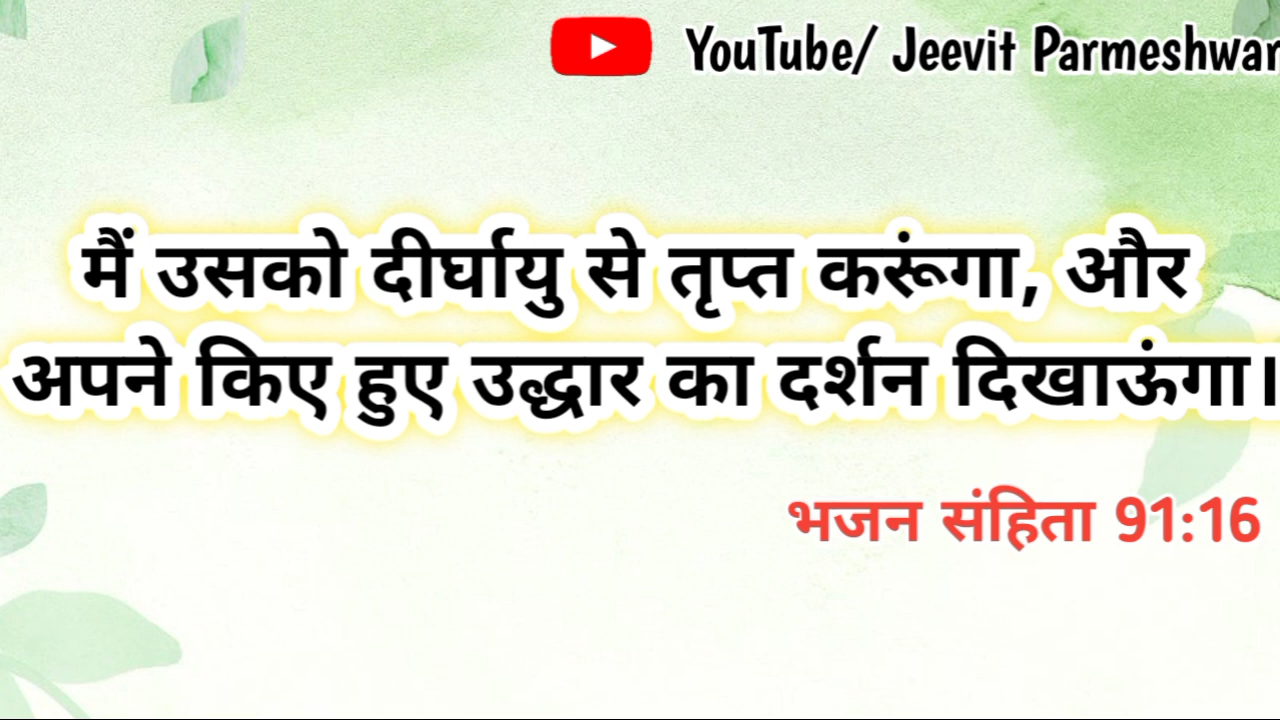 YouTube/ Jeevit Parmeshwar
मैं उसको दीर्घायु से तृप्त करूंगा, और
अपने किए हुए उद्धार का दर्शन दिखाऊंगा।
भजन संहिता 91:16